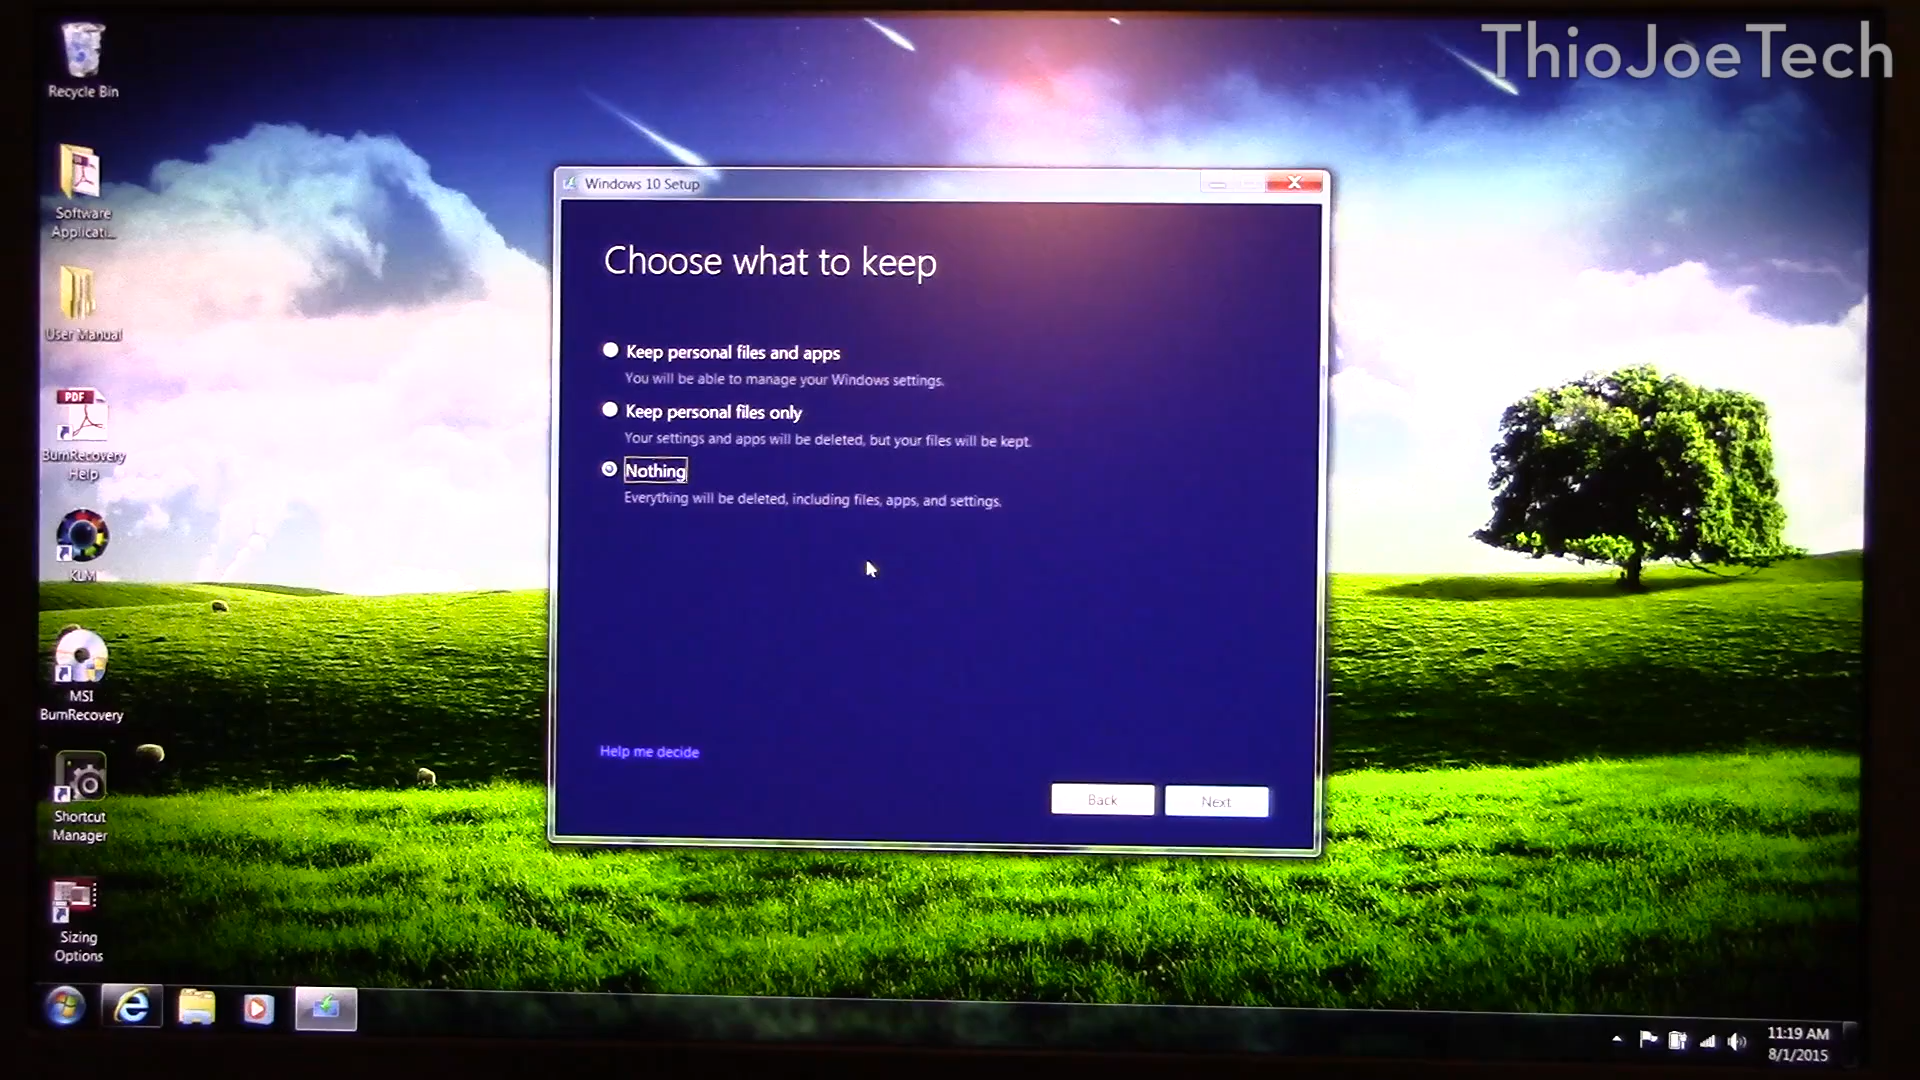 ThioJoeTech
Recycle Bin
Software
Applicati...
User Manual
PDF
BurnRecovery
Help
KLM
MSI
BurnRecovery
Shortcut
Manager
Sizing
Options
Windows 10 Setup
Choose what to keep
Keep personal files and apps
You will be able to manage your Windows settings.
Keep personal files only
Your settings and apps will be deleted, but your files will be kept.
Nothing
Everything will be deleted, including files, apps, and settings.
Help me decide
Back
Next
11:19 AM
8/1/2015